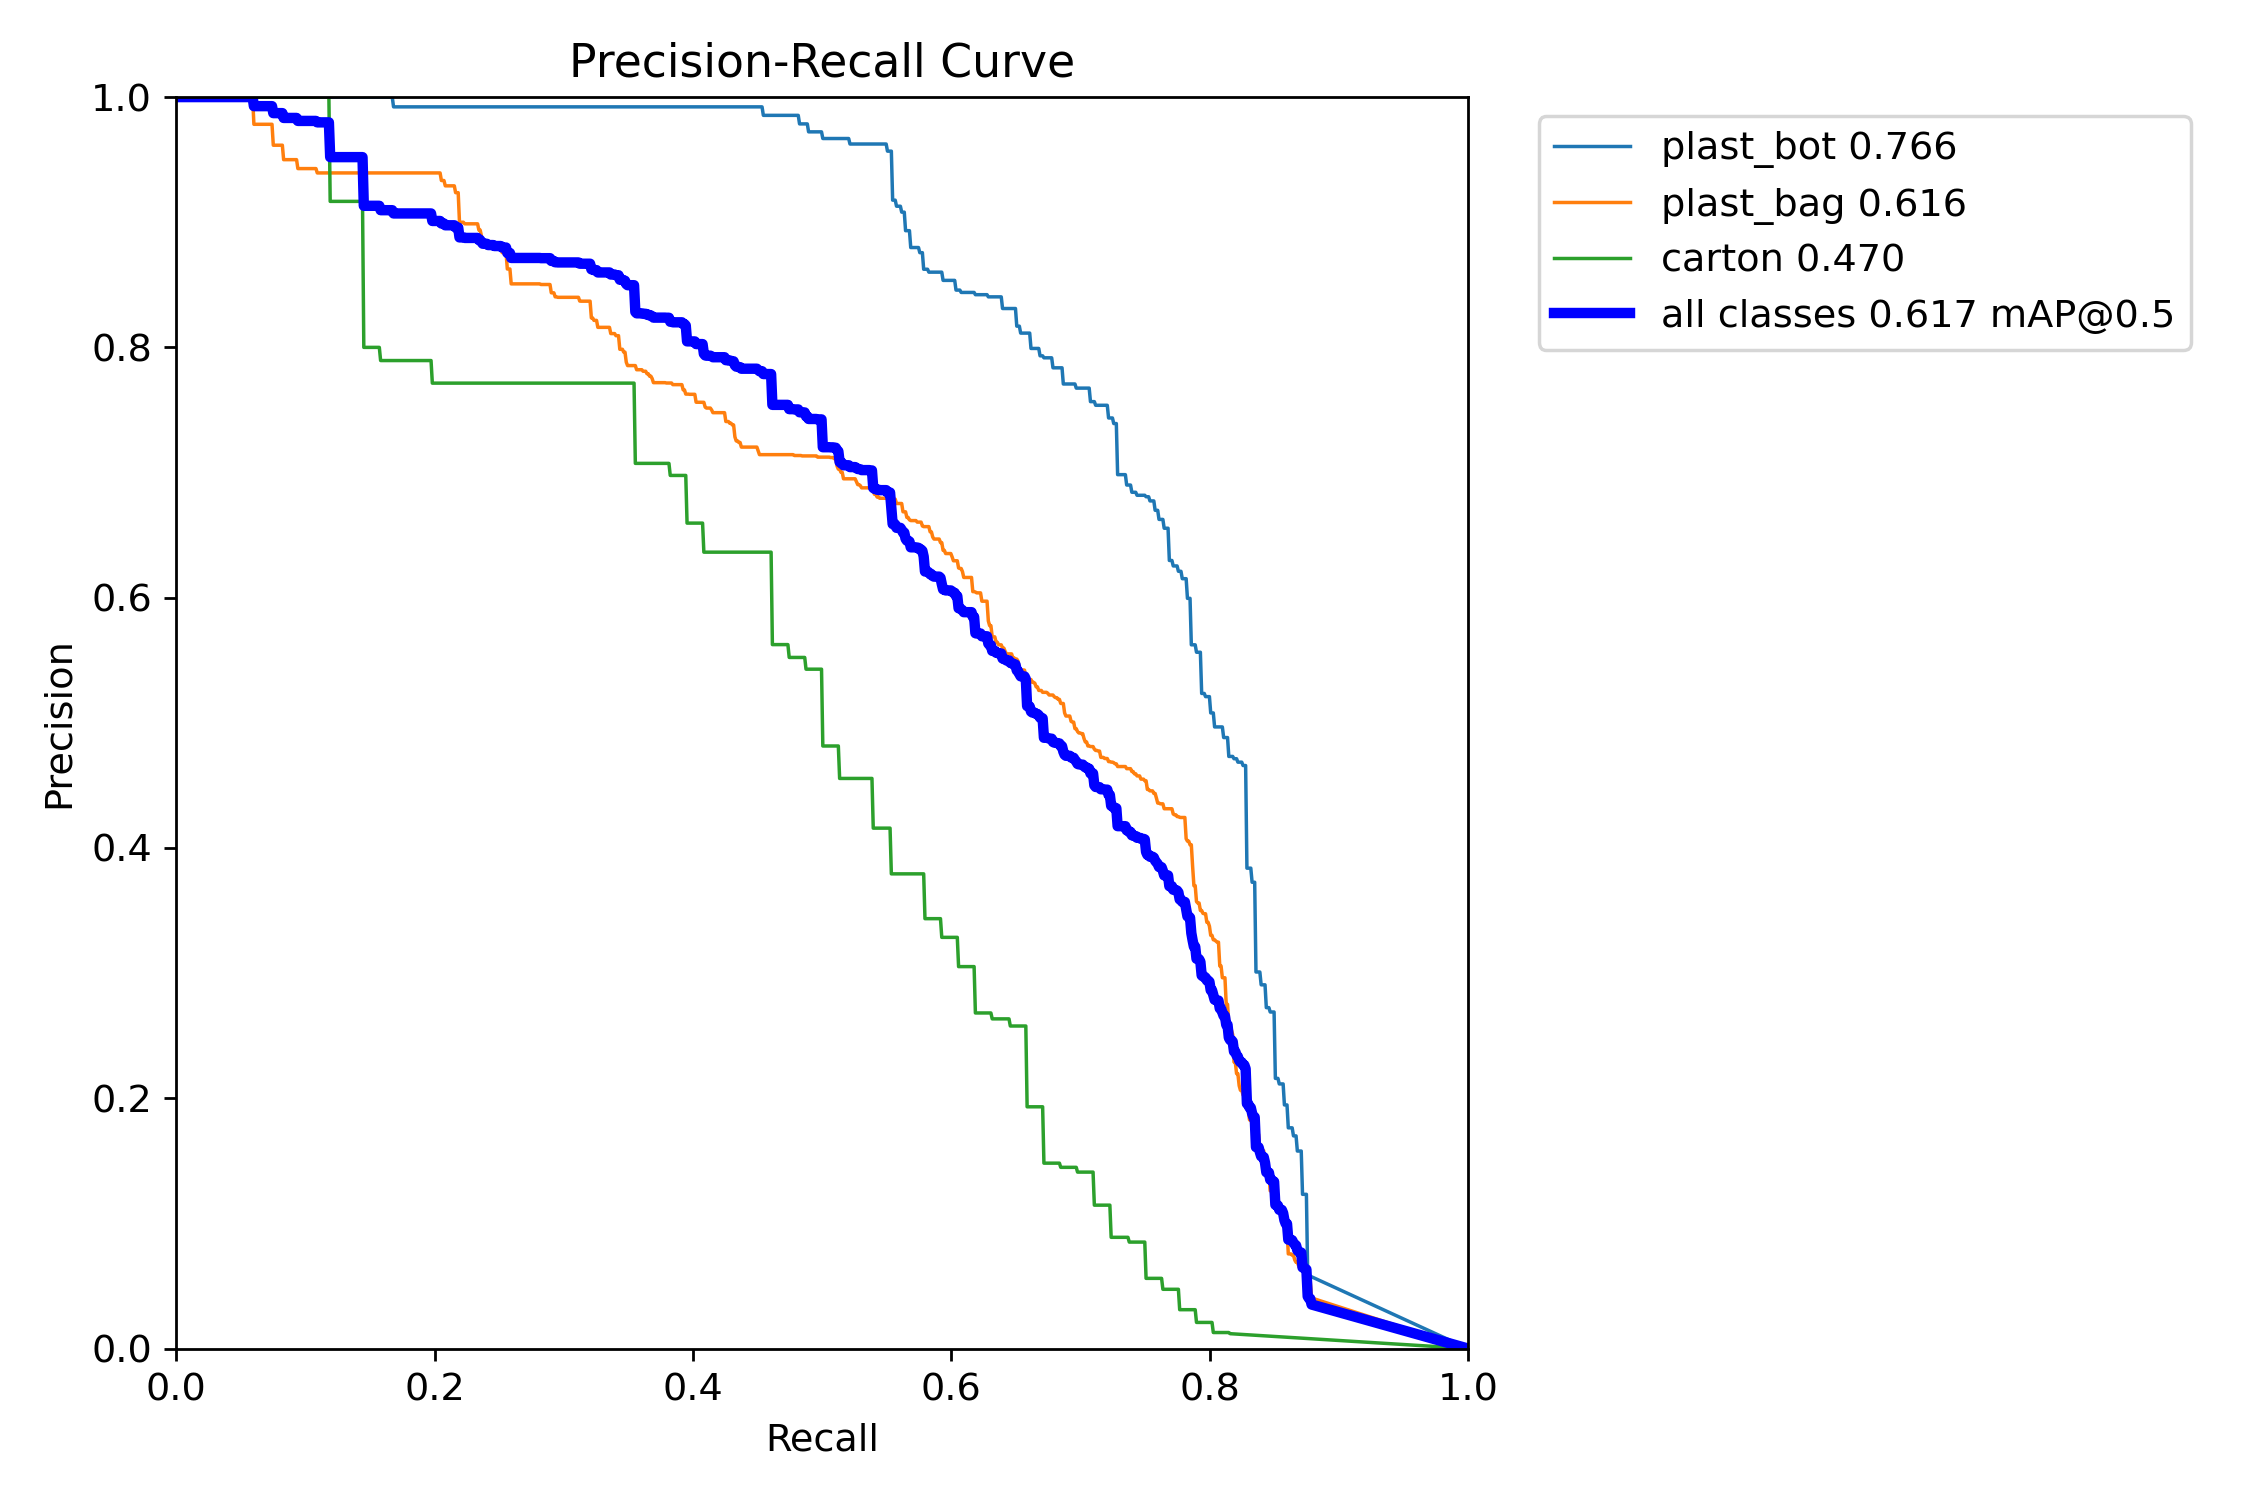 Precision-Recall Curve
1.0
0.8
0.6
0.4
0.2
0.0
Precision
0.0 0.2 0.4 0.6 0.8 1.0
Recall
plast_bot 0.766
plast_bag 0.616
carton 0.470
all classes 0.617 mAP@0.5